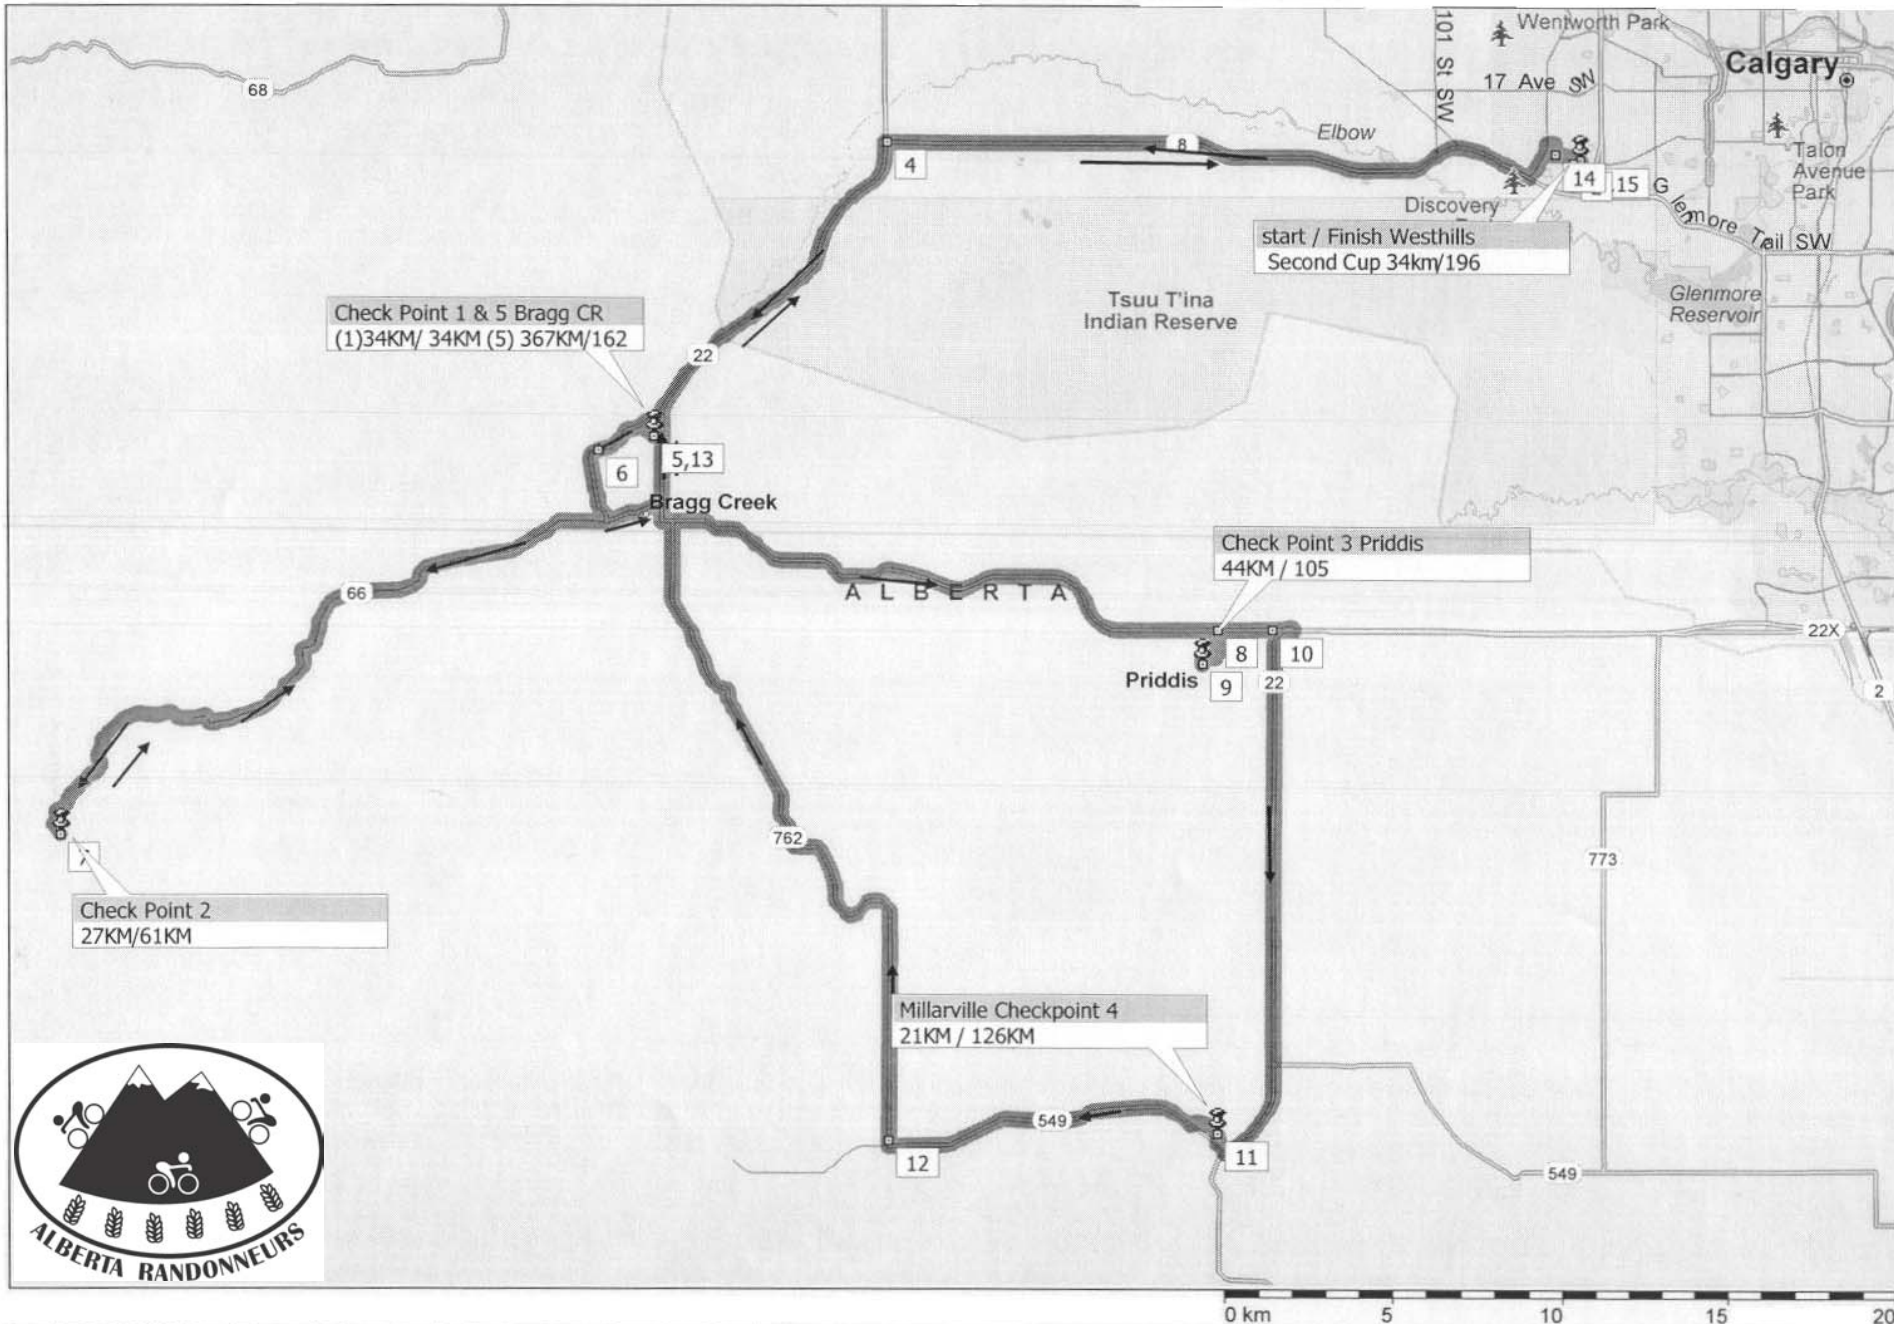 Wentworth Park
101 St SW
Calgary
17 Ave SW
68
Elbow
8
4
Talon
Avenue
Park
14
15
Glenmore Tail SW
Discovery
start / Finish Westhills
Second Cup 34km/196
Tsuu T'ina
Indian Reserve
Glenmore
Reservoir
Check Point 1 & 5 Bragg CR
(1)34KM/ 34KM (5) 367KM/162
22
6
5,13
Bragg Creek
Check Point 3 Priddis
44KM / 105
66
ALBERTA
22X
8
10
Priddis
9
22
2
762
773
7
Check Point 2
27KM/61KM
Millarville Checkpoint 4
21KM / 126KM
549
12
11
549
ALBERTA RANDONNEURS
0 km 5 10 15 20